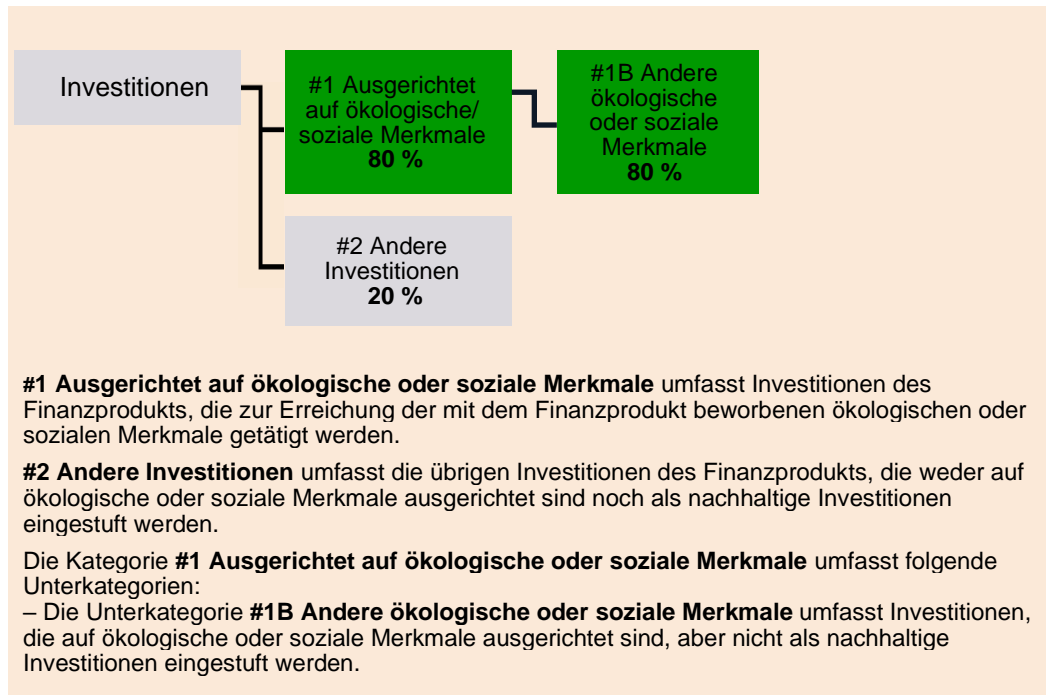 Investitionen
#1 Ausgerichtet
auf ökologische/
soziale Merkmale
80 %
#1B Andere
ökologische
oder soziale
Merkmale
80 %
#2 Andere
Investitionen
20 %
#1 Ausgerichtet auf ökologische oder soziale Merkmale umfasst Investitionen des
Finanzprodukts, die zur Erreichung der mit dem Finanzprodukt beworbenen ökologischen oder
sozialen Merkmale getätigt werden.
#2 Andere Investitionen umfasst die übrigen Investitionen des Finanzprodukts, die weder auf
ökologische oder soziale Merkmale ausgerichtet sind noch als nachhaltige Investitionen
eingestuft werden.
Die Kategorie #1 Ausgerichtet auf ökologische oder soziale Merkmale umfasst folgende
Unterkategorien:
– Die Unterkategorie #1B Andere ökologische oder soziale Merkmale umfasst Investitionen,
die auf ökologische oder soziale Merkmale ausgerichtet sind, aber nicht als nachhaltige
Investitionen eingestuft werden.